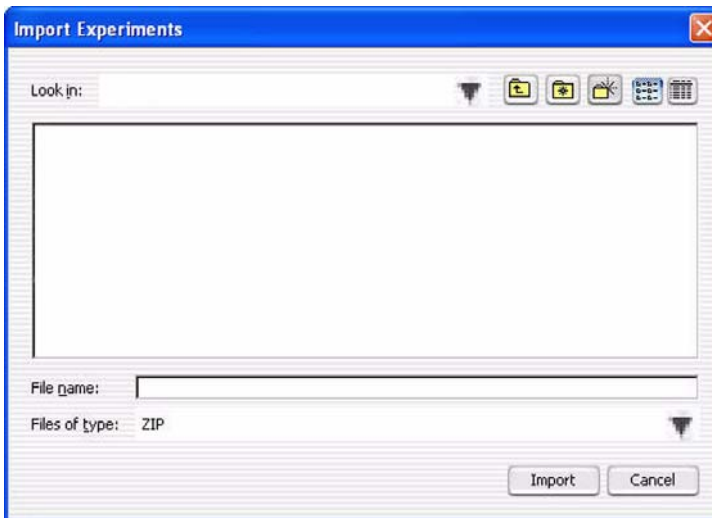 Import Experiments
Look in:
File name:
Files of type: ZIP
Import Cancel